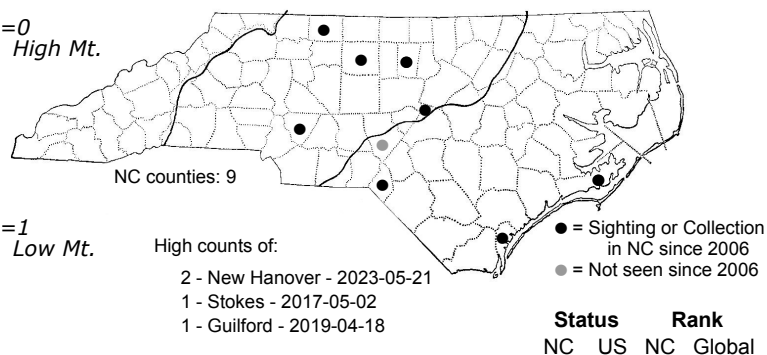 =0
High Mt.
NC counties: 9
=1
Low Mt.
High counts of:
2 - New Hanover - 2023-05-21
1 - Stokes - 2017-05-02
1 - Guilford - 2019-04-18
● = Sighting or Collection
in NC since 2006
● = Not seen since 2006
Status Rank
NC US NC Global